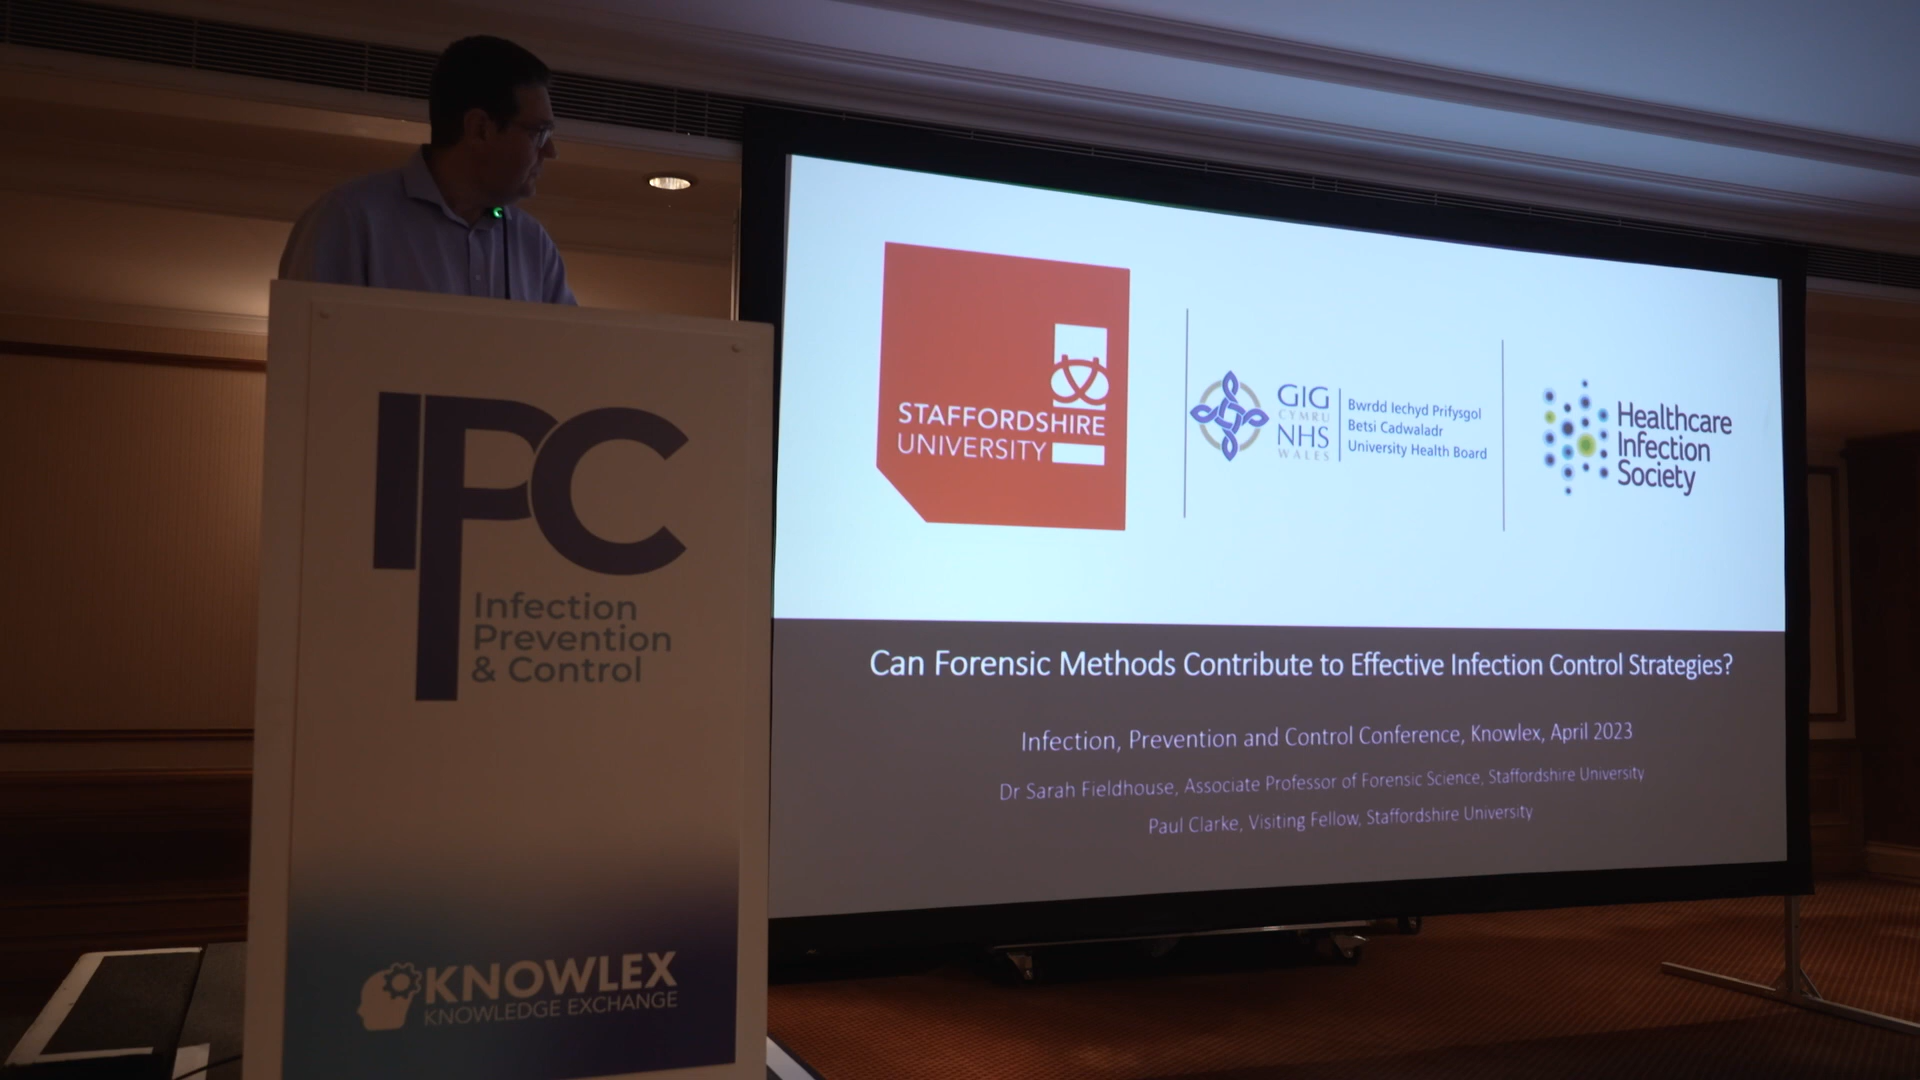 IPC
Infection
Prevention
& Control
KNOWLEX
KNOWLEDGE EXCHANGE
STAFFORDSHIRE
UNIVERSITY
GIG
CYMRU
NHS
WALES
Bwrdd Iechyd Prifysgol
Betsi Cadwaladr
University Health Board
Healthcare
Infection
Society
Can Forensic Methods Contribute to Effective Infection Control Strategies?
Infection, Prevention and Control Conference, Knowlex, April 2023
Dr Sarah Fieldhouse, Associate Professor of Forensic Science, Staffordshire University
Paul Clarke, Visiting Fellow, Staffordshire University